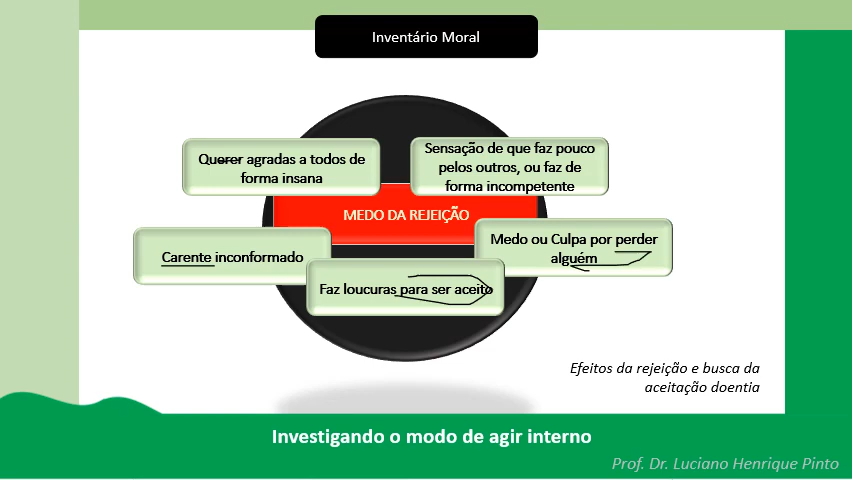 Inventário Moral
Querer agradas a todos de
forma insana
Sensação de que faz pouco
pelos outros, ou faz de
forma incompetente
MEDO DA REJEIÇÃO
Carente inconformado
Medo ou Culpa por perder
alguém
Faz loucuras para ser aceito
Efeitos da rejeição e busca da
aceitação doentia
Investigando o modo de agir interno
Prof. Dr. Luciano Henrique Pinto